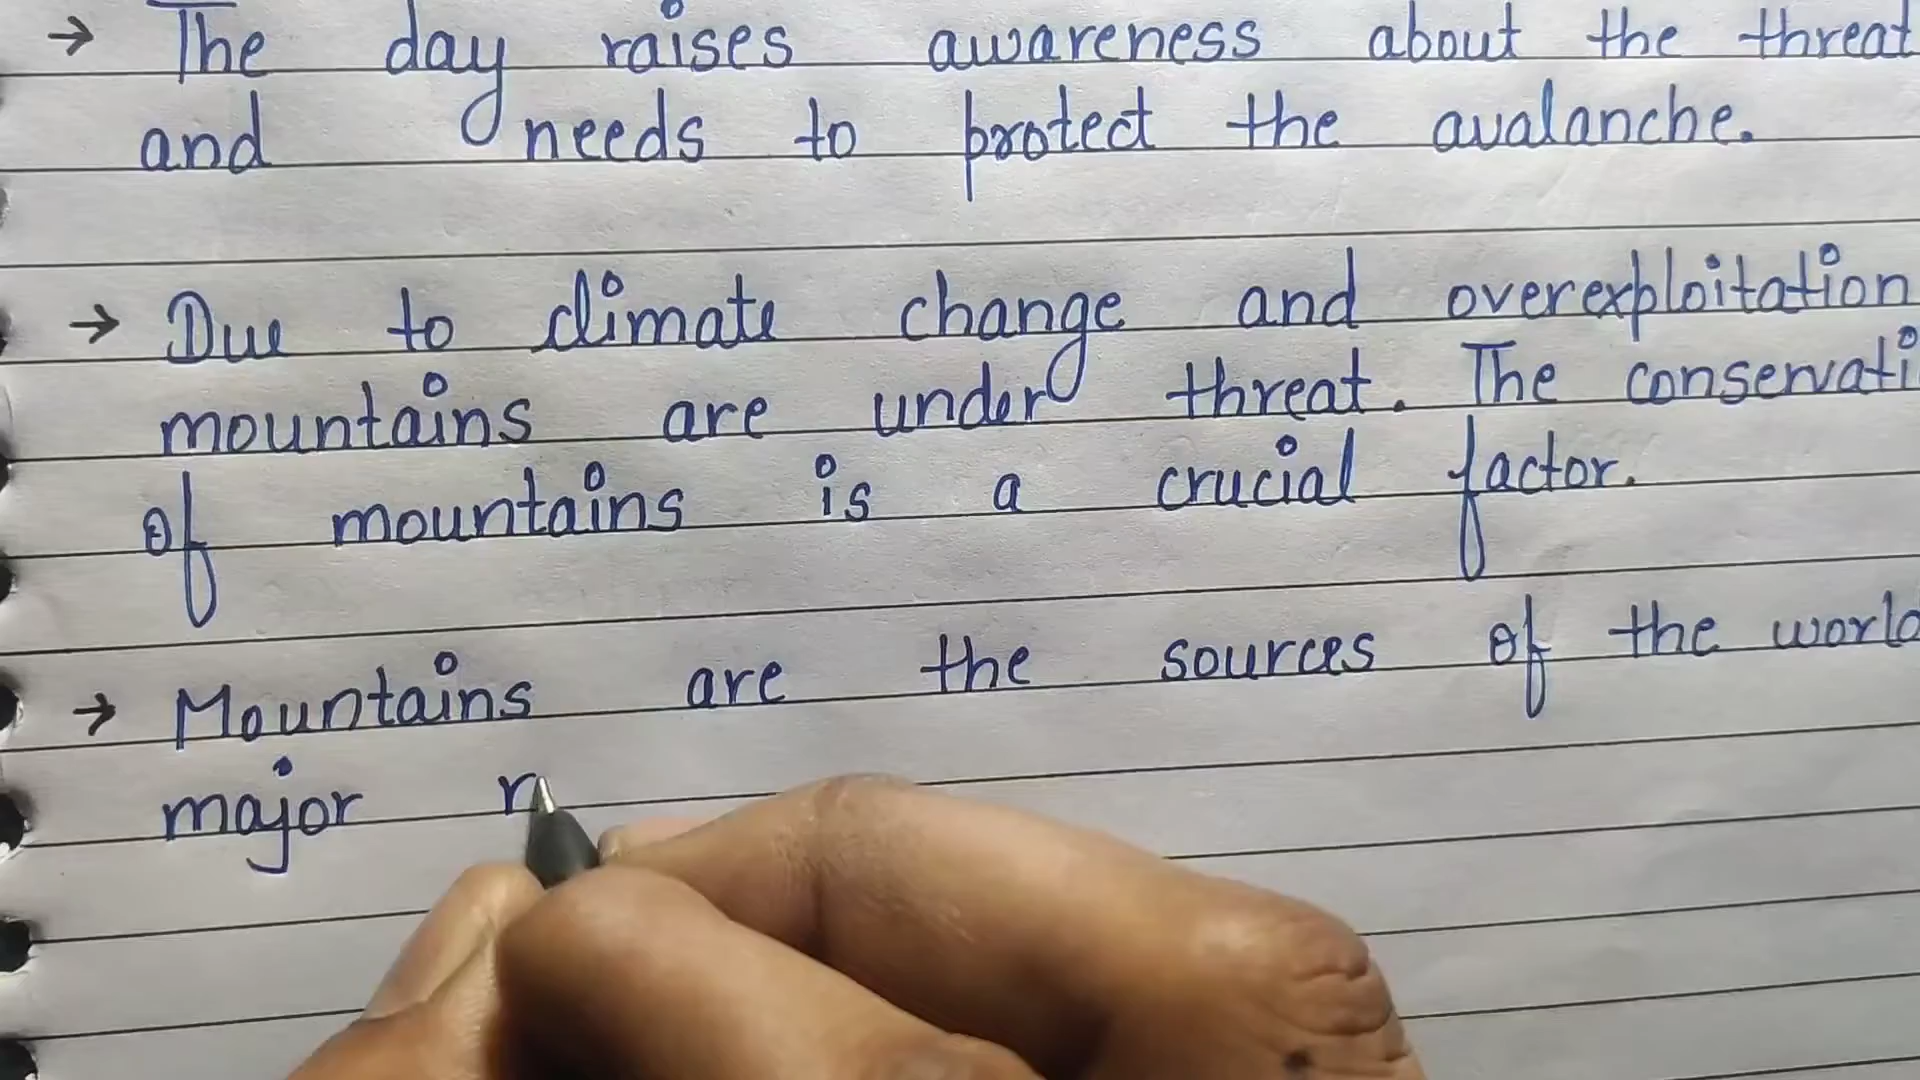 → The day raises awareness about the threat
and needs to protect the avalanche.
→ Due to climate change and overexploitation
mountains are under threat. The conservati
of mountains is a crucial factor.
→ Mountains are the sources of the world
major r